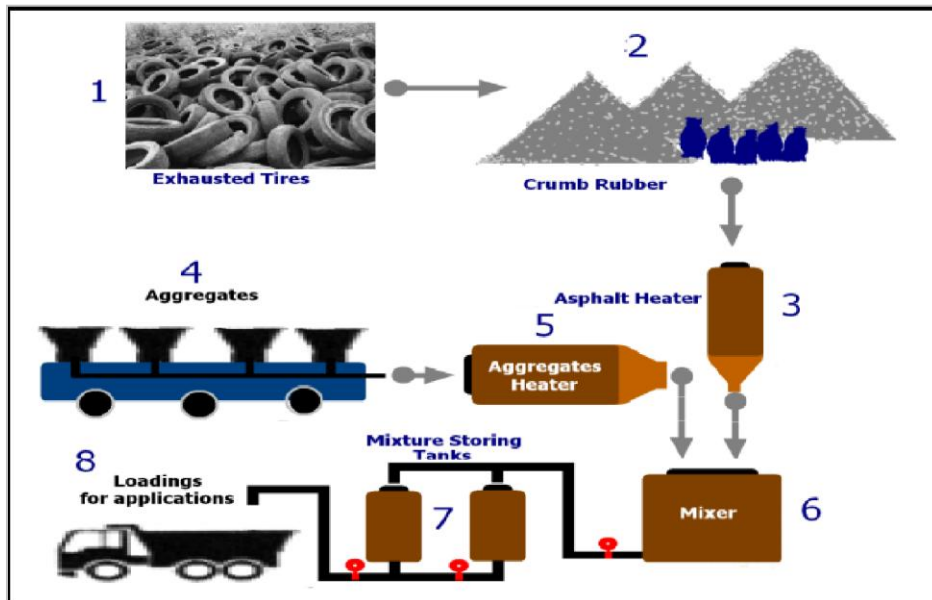 1
Exhausted Tires
2
Crumb Rubber
Asphalt Heater
3
4
Aggregates
5
Aggregates
Heater
Mixture Storing
Tanks
8
Loadings
for applications
7
Mixer
6